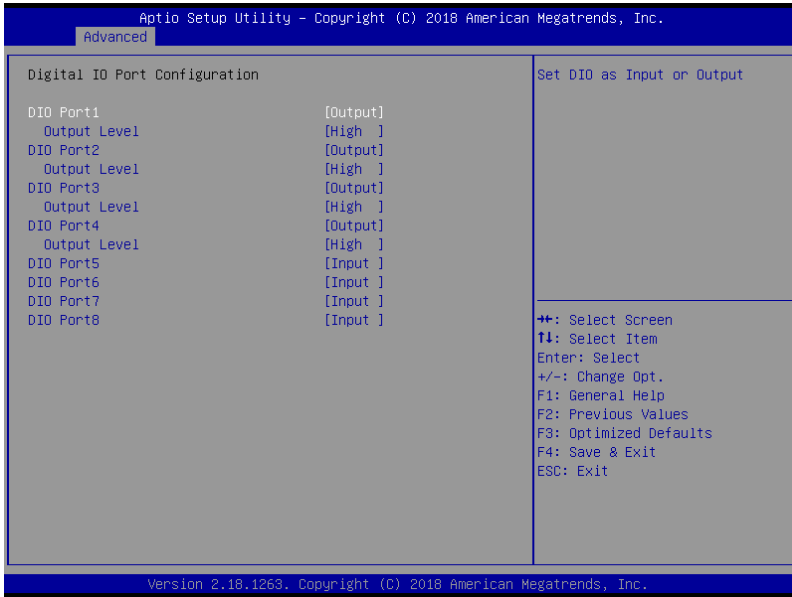 Aptio Setup Utility – Copyright (C) 2018 American Megatrends, Inc.
Advanced
Digital IO Port Configuration
DIO Port1 [Output]
Output Level [High ]
DIO Port2 [Output]
Output Level [High ]
DIO Port3 [Output]
Output Level [High ]
DIO Port4 [Output]
Output Level [High ]
DIO Port5 [Input ]
DIO Port6 [Input ]
DIO Port7 [Input ]
DIO Port8 [Input ]
Set DIO as Input or Output
→←: Select Screen
↑↓: Select Item
Enter: Select
+/-: Change Opt.
F1: General Help
F2: Previous Values
F3: Optimized Defaults
F4: Save & Exit
ESC: Exit
Version 2.18.1263. Copyright (C) 2018 American Megatrends, Inc.